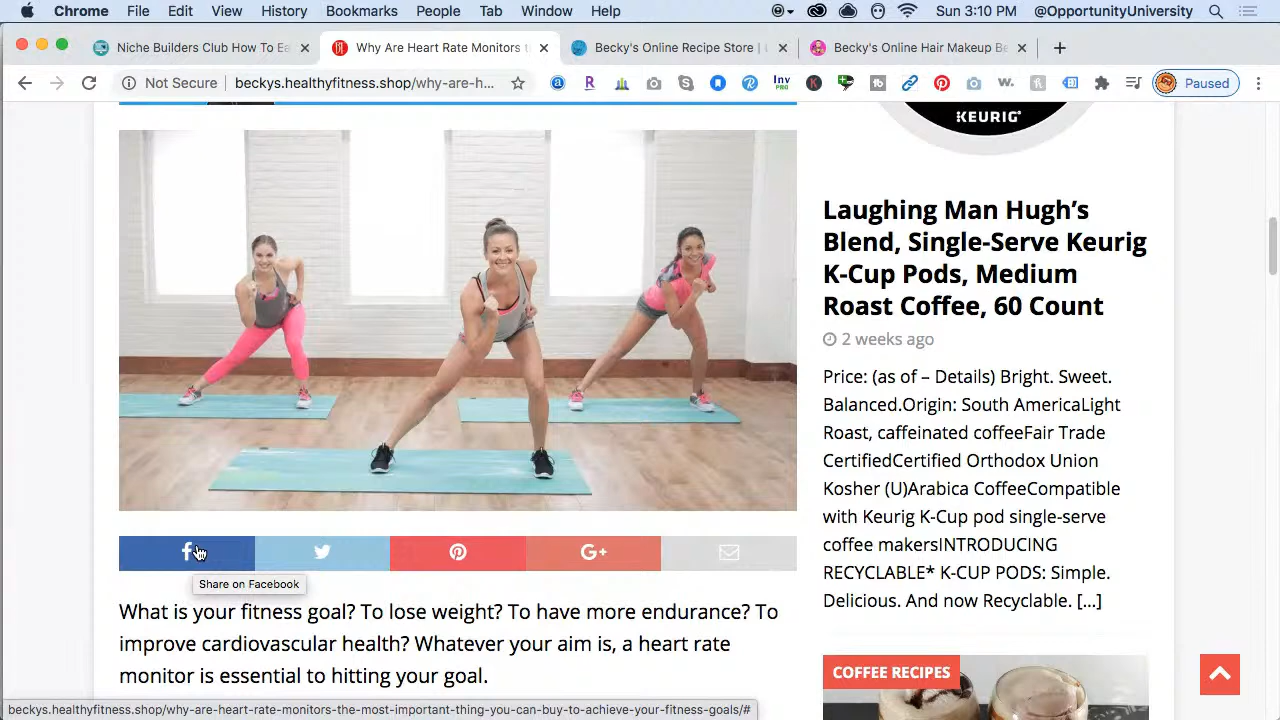 Chrome File Edit View History Bookmarks People Tab Window Help Sun 3:10 PM @OpportunityUniversity
Niche Builders Club How To Ea
Why Are Heart Rate Monitors t
Becky's Online Recipe Store |
Becky's Online Hair Makeup Be
Not Secure beckys.healthyfitness.shop/why-are-h... Inv PRO Paused
KEURIG
Laughing Man Hugh's
Blend, Single-Serve Keurig
K-Cup Pods, Medium
Roast Coffee, 60 Count
2 weeks ago
Price: (as of – Details) Bright. Sweet.
Balanced.Origin: South AmericaLight
Roast, caffeinated coffeeFair Trade
CertifiedCertified Orthodox Union
Kosher (U)Arabica CoffeeCompatible
with Keurig K-Cup pod single-serve
coffee makersINTRODUCING
RECYCLABLE* K-CUP PODS: Simple.
Delicious. And now Recyclable. [...]
COFFEE RECIPES
Share on Facebook
What is your fitness goal? To lose weight? To have more endurance? To
improve cardiovascular health? Whatever your aim is, a heart rate
monitor is essential to hitting your goal.
beckys.healthyfitness.shop/why-are-heart-rate-monitors-the-most-important-thing-you-can-buy-to-achieve-your-fitness-goals/#